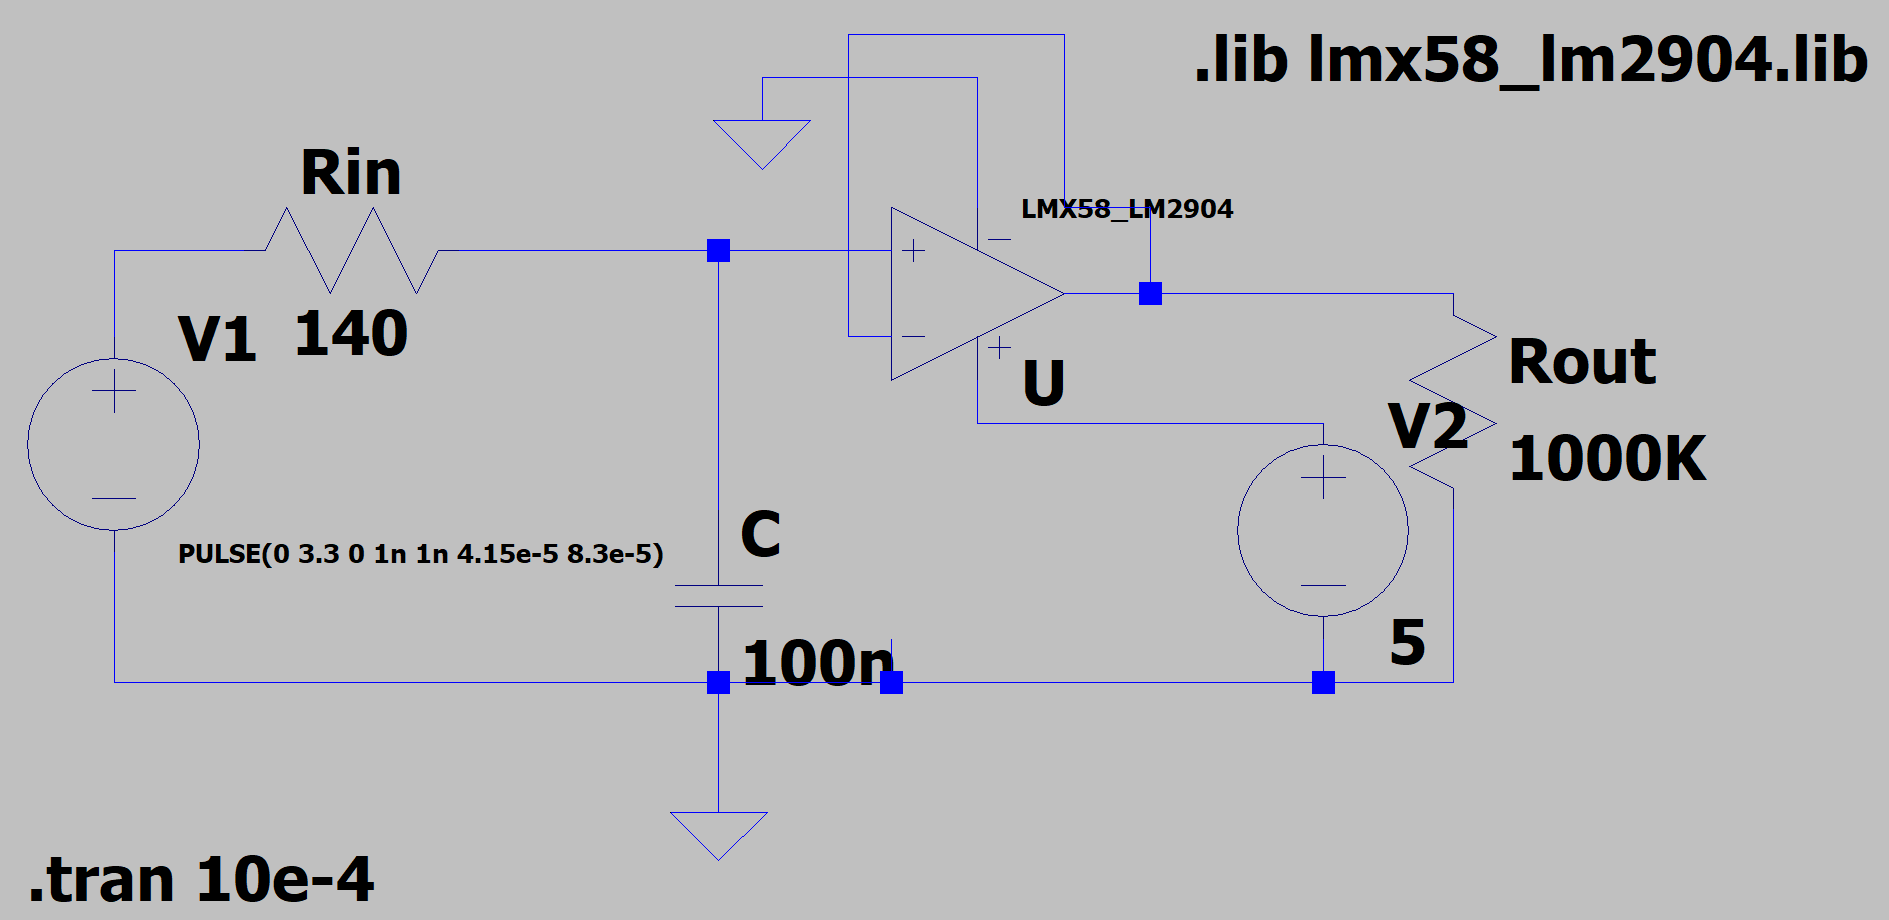 .lib lmx58_lm2904.lib
Rin
LMX58_LM2904
V1
140
U
Rout
V2
1000K
C
PULSE(0 3.3 0 1n 1n 4.15e-5 8.3e-5)
100n
5
.tran 10e-4